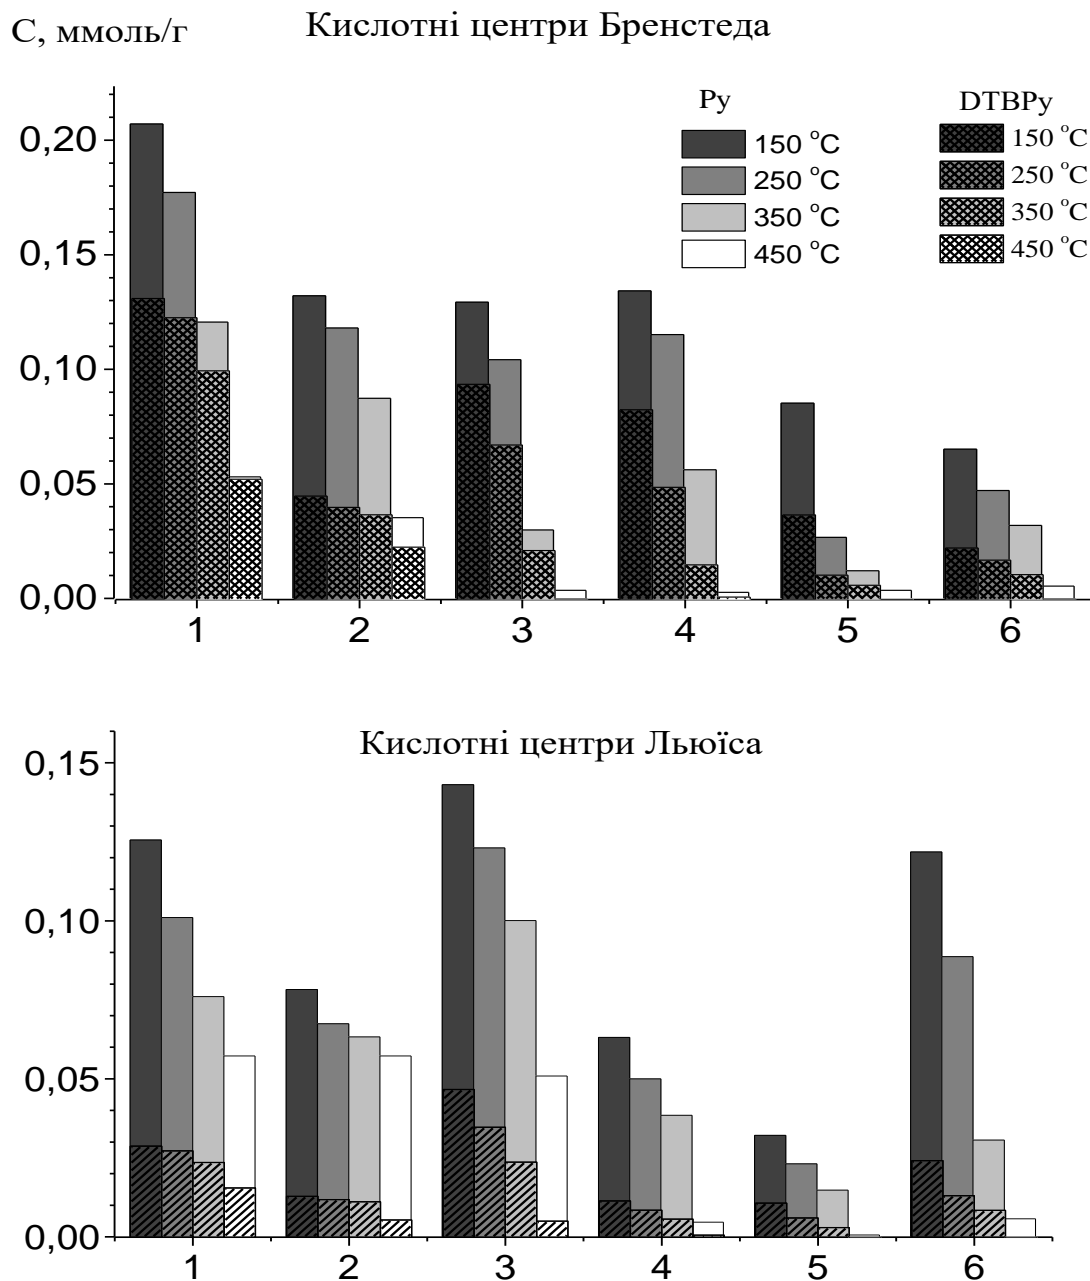 С, ммоль/г
Кислотні центри Бренстеда
Py
DTBPy
150 °C
150 °C
250 °C
250 °C
350 °C
350 °C
450 °C
450 °C
0,20
0,15
0,10
0,05
0,00
1 2 3 4 5 6
Кислотні центри Льюїса
0,15
0,10
0,05
0,00
1 2 3 4 5 6